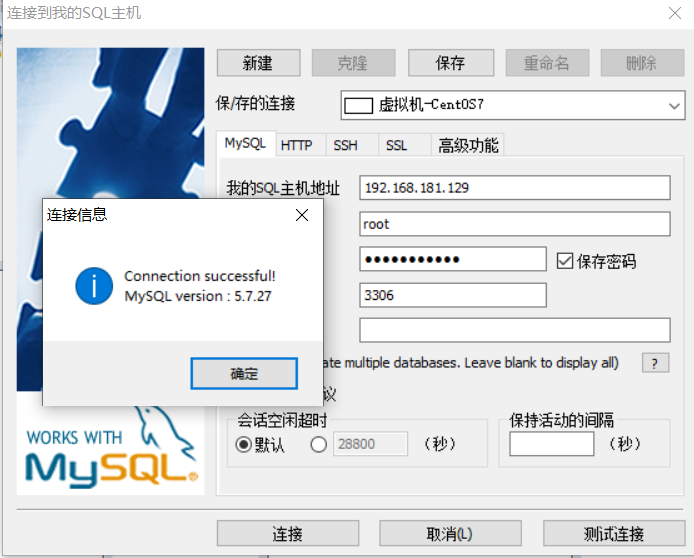 连接到我的SQL主机
新建 克隆 保存 重命名 删除
保/存的连接 虚拟机-CentOS7
MySQL HTTP SSH SSL 高级功能
我的SQL主机地址 192.168.181.129
root
●●●●●●●●●●● 保存密码
3306
ate multiple databases. Leave blank to display all) ?
议
会话空闲超时
默认 28800 （秒）
保持活动的间隔
（秒）
连接信息
Connection successful!
MySQL version : 5.7.27
确定
WORKS WITH
MySQL®
连接 取消(L) 测试连接